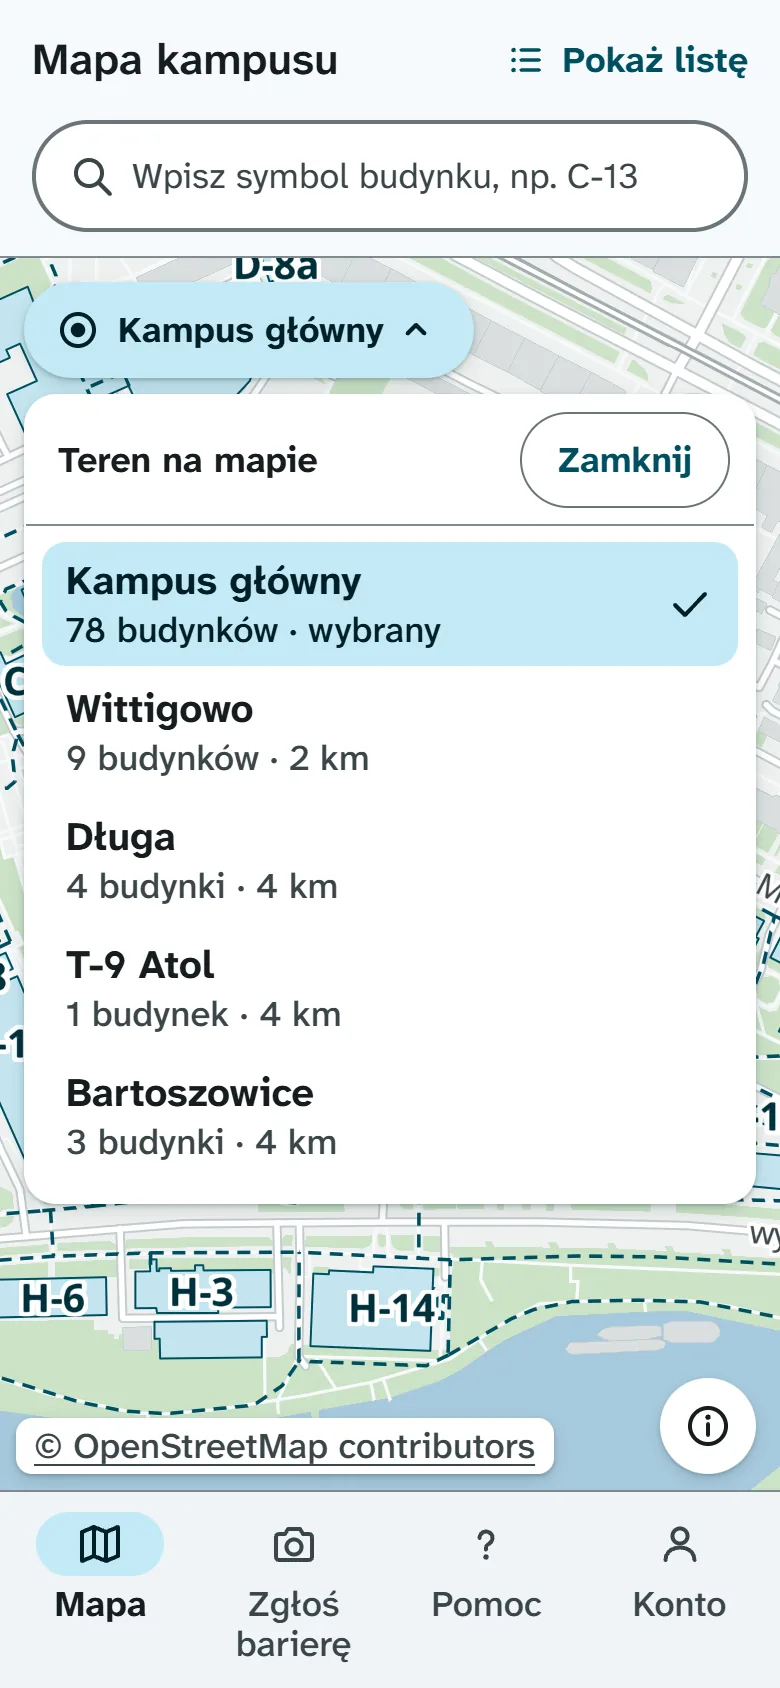 Mapa kampusu
Pokaż listę
Wpisz symbol budynku, np. C-13
D-8a
Kampus główny
Teren na mapie
Zamknij
Kampus główny
78 budynków · wybrany
Wittigowo
9 budynków · 2 km
Długa
4 budynki · 4 km
T-9 Atol
1 budynek · 4 km
Bartoszowice
3 budynki · 4 km
H-6
H-3
H-14
© OpenStreetMap contributors
Mapa
Zgłoś
barierę
Pomoc
Konto